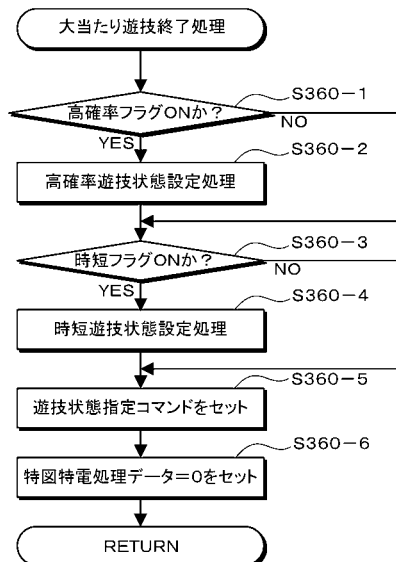 大当たり遊技終了処理
S360-1
高確率フラグONか？
NO
YES
S360-2
高確率遊技状態設定処理
S360-3
時短フラグONか？
NO
YES
S360-4
時短遊技状態設定処理
S360-5
遊技状態指定コマンドをセット
S360-6
特図特電処理データ=0をセット
RETURN